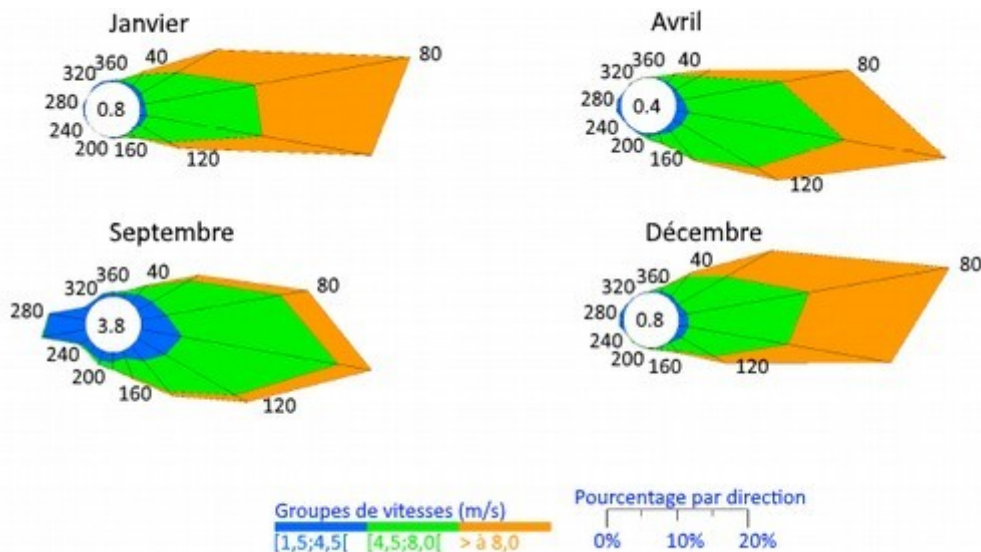 Janvier
320 360 40 80
280 0.8
240
200 160 120
Avril
320 360 40 80
280 0.4
240
200 160 120
Septembre
320 360 40 80
280 3.8
240
200 160 120
Décembre
320 360 40 80
280 0.8
240
200 160 120
Groupes de vitesses (m/s)
[1,5;4,5[ [4,5;8,0[ > à 8,0
Pourcentage par direction
0% 10% 20%